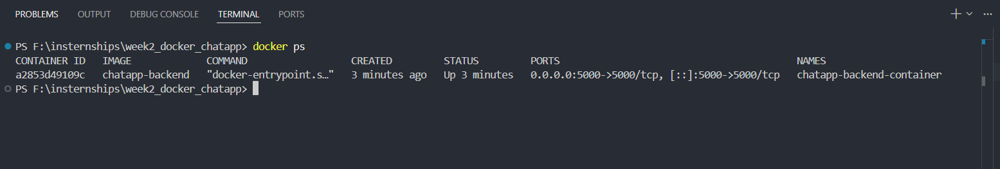 PROBLEMS OUTPUT DEBUG CONSOLE TERMINAL PORTS
PS F:\insternships\week2_docker_chatapp> docker ps
CONTAINER ID IMAGE COMMAND CREATED STATUS PORTS NAMES
a2853d49109c chatapp-backend "docker-entrypoint.s…" 3 minutes ago Up 3 minutes 0.0.0.0:5000->5000/tcp, [::]:5000->5000/tcp chatapp-backend-container
PS F:\insternships\week2_docker_chatapp>